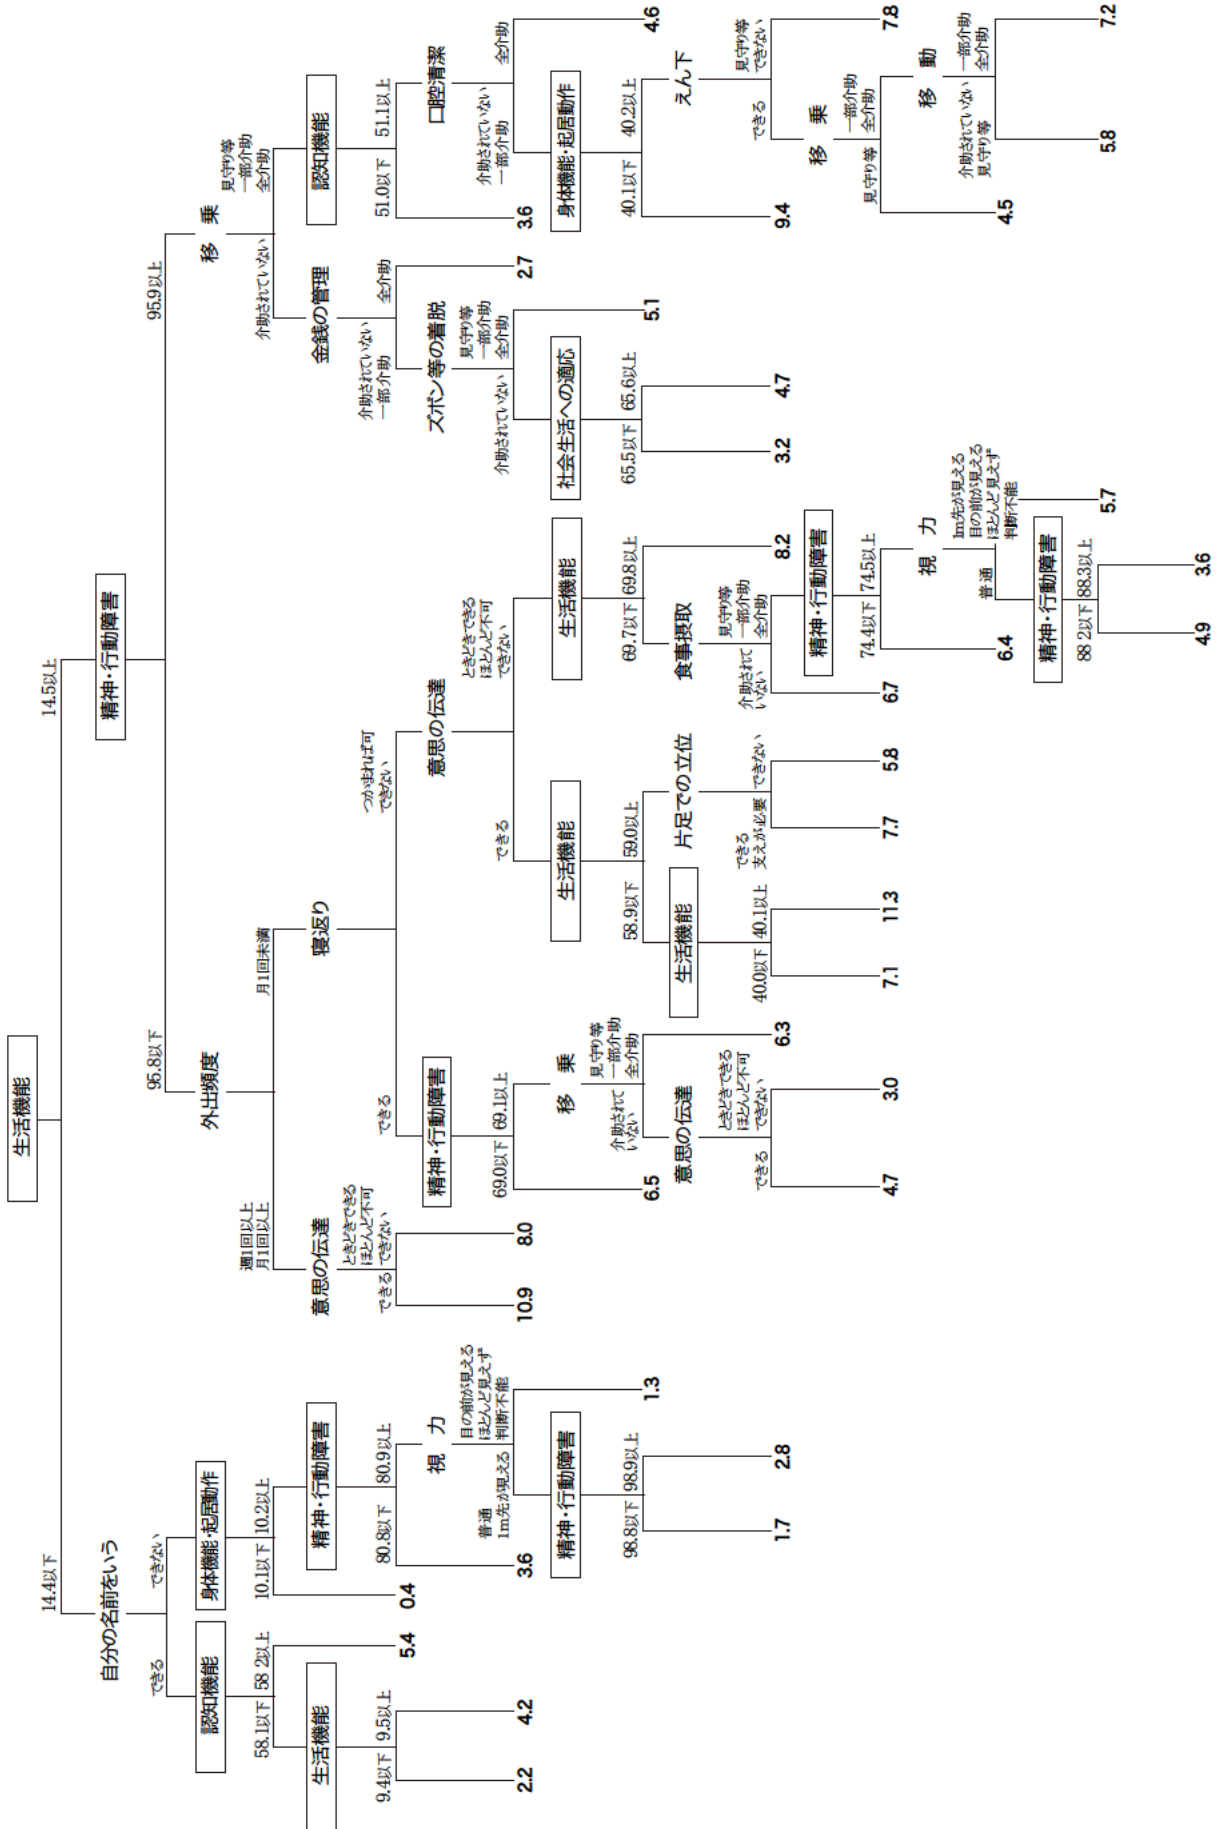 生活機能
14.4以下
14.5以上
自分の名前をいう
精神・行動障害
できる
できない
95.8以下
95.9以上
認知機能
身体機能・起居動作
外出頻度
移 乗
58.1以下
58 2以上
10.1以下
10.2以上
週1回以上
月1回以上
月1回未満
介助されていない
見守り等
一部介助
全介助
生活機能
精神・行動障害
意思の伝達
寝返り
金銭の管理
認知機能
9.4以下
9.5以上
5.4
0.4
80.8以下
80.9以上
できる
ときどきできる
ほとんど不可
できない
できる
つかまれば可
できない
介助されていない
一部介助
全介助
51.0以下
51.1以上
視 力
精神・行動障害
意思の伝達
ズボン等の着脱
口腔清潔
2.2
4.2
3.6
普通
1m先が見える
目の前が見える
ほとんど見えず
判断不能
10.9
8.0
69.0以下
69.1以上
できる
ときどきできる
ほとんど不可
できない
介助されていない
見守り等
一部介助
全介助
2.7
3.6
介助されていない
一部介助
全介助
精神・行動障害
移 乗
生活機能
生活機能
社会生活への適応
身体機能・起居動作
98.8以下
98.9以上
1.3
6.5
介助されて
いない
見守り等
一部介助
全介助
58.9以下
59.0以上
69.7以下
69.8以上
65.5以下
65.6以上
5.1
40.1以下
40.2以上
4.6
意思の伝達
生活機能
片足での立位
食事摂取
えん下
1.7
2.8
できる
ときどきできる
ほとんど不可
できない
6.3
40.0以下
40.1以上
できる
支えが必要
できない
介助されて
いない
見守り等
一部介助
全介助
8.2
3.2
4.7
9.4
できる
見守り等
できない
精神・行動障害
移 乗
4.7
3.0
7.1
11.3
7.7
5.8
6.7
74.4以下
74.5以上
見守り等
一部介助
全介助
7.8
視 力
移 動
6.4
普通
1m先が見える
目の前が見える
ほとんど見えず
判断不能
4.5
介助されていない
見守り等
一部介助
全介助
精神・行動障害
88 2以下
88.3以上
5.7
5.8
7.2
4.9
3.6